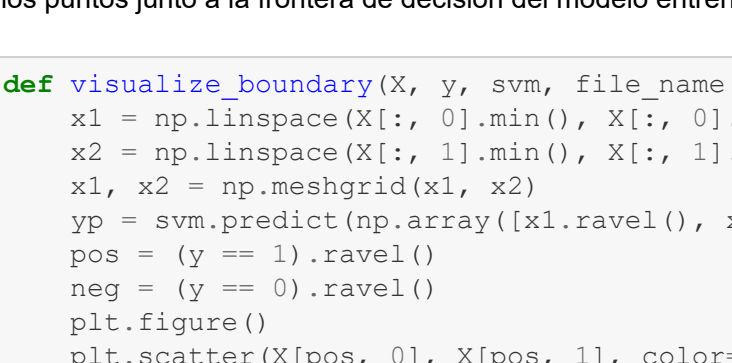 los puntos junto a la frontera de decisión del modelo
def visualize_boundary(X, y, svm, file_name
x1 = np.linspace(X[:, 0].min(), X[:, 0].
x2 = np.linspace(X[:, 1].min(), X[:, 1].
x1, x2 = np.meshgrid(x1, x2)
yp = svm.predict(np.array([x1.ravel(),
pos = (y == 1).ravel()
neg = (y == 0).ravel()
plt.figure()
plt.scatter(X[pos, 0], X[pos, 1], color=